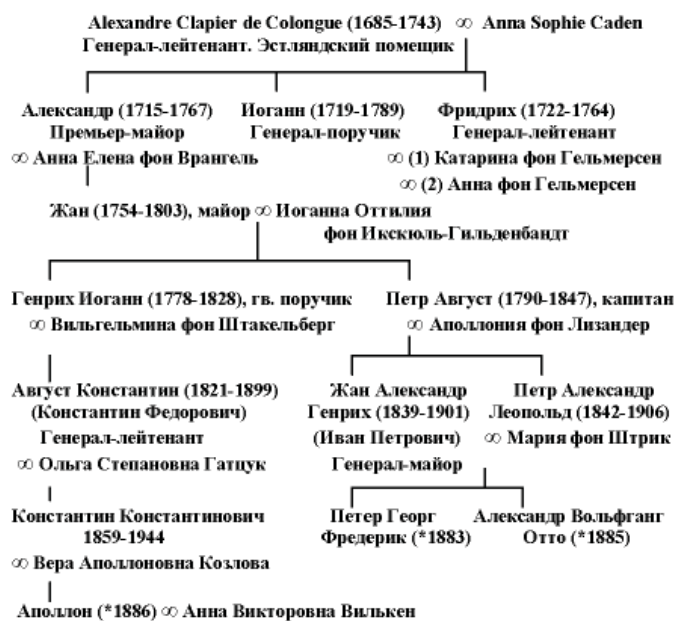 Alexandre Clapier de Colongue (1685-1743) ∞ Anna Sophie Caden
Генерал-лейтенант. Эстляндский помещик
Александр (1715-1767)
Премьер-майор
∞ Анна Елена фон Врангель
Иоганн (1719-1789)
Генерал-поручик
Фридрих (1722-1764)
Генерал-лейтенант
∞ (1) Катарина фон Гельмерсен
∞ (2) Анна фон Гельмерсен
Жан (1754-1803), майор ∞ Иоганна Оттилия
фон Икскюль-Гильденбандт
Генрих Иоганн (1778-1828), гв. поручик
∞ Вильгельмина фон Штакельберг
Петр Август (1790-1847), капитан
∞ Аполлония фон Лизандер
Август Константин (1821-1899)
(Константин Федорович)
Генерал-лейтенант
∞ Ольга Степановна Гатцук
Жан Александр
Генрих (1839-1901)
(Иван Петрович)
Генерал-майор
Петр Александр
Леопольд (1842-1906)
∞ Мария фон Штрик
Константин Константинович
1859-1944
∞ Вера Аполлоновна Козлова
Петер Георг
Фредерик (*1883)
Александр Вольфганг
Отто (*1885)
Аполлон (*1886) ∞ Анна Викторовна Вилькен